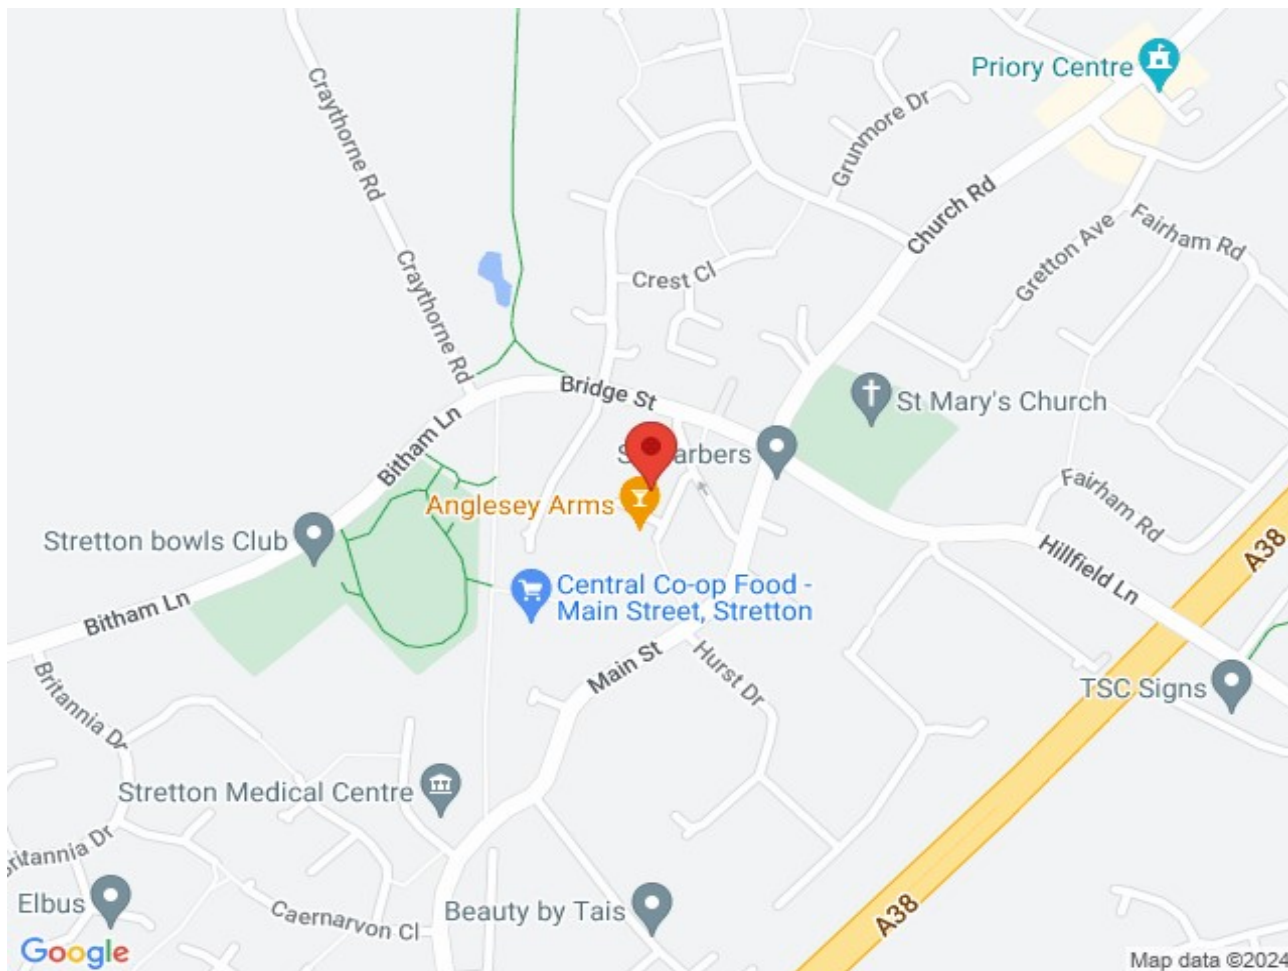 Priory Centre
Craythorne Rd
Grunmore Dr
Church Rd
Fairham Rd
Gretton Ave
Craythorne Rd
Crest Cl
Bridge St
St Mary's Church
Bitham Ln
Anglesey Arms
Fairham Rd
Stretton bowls Club
A38
Hillfield Ln
Central Co-op Food -
Main Street, Stretton
Bitham Ln
Main St
Hurst Dr
TSC Signs
Britannia Dr
Stretton Medical Centre
Britannia Dr
Elbus
Caernarvon Cl
Beauty by Tais
A38
Google
Map data ©2024